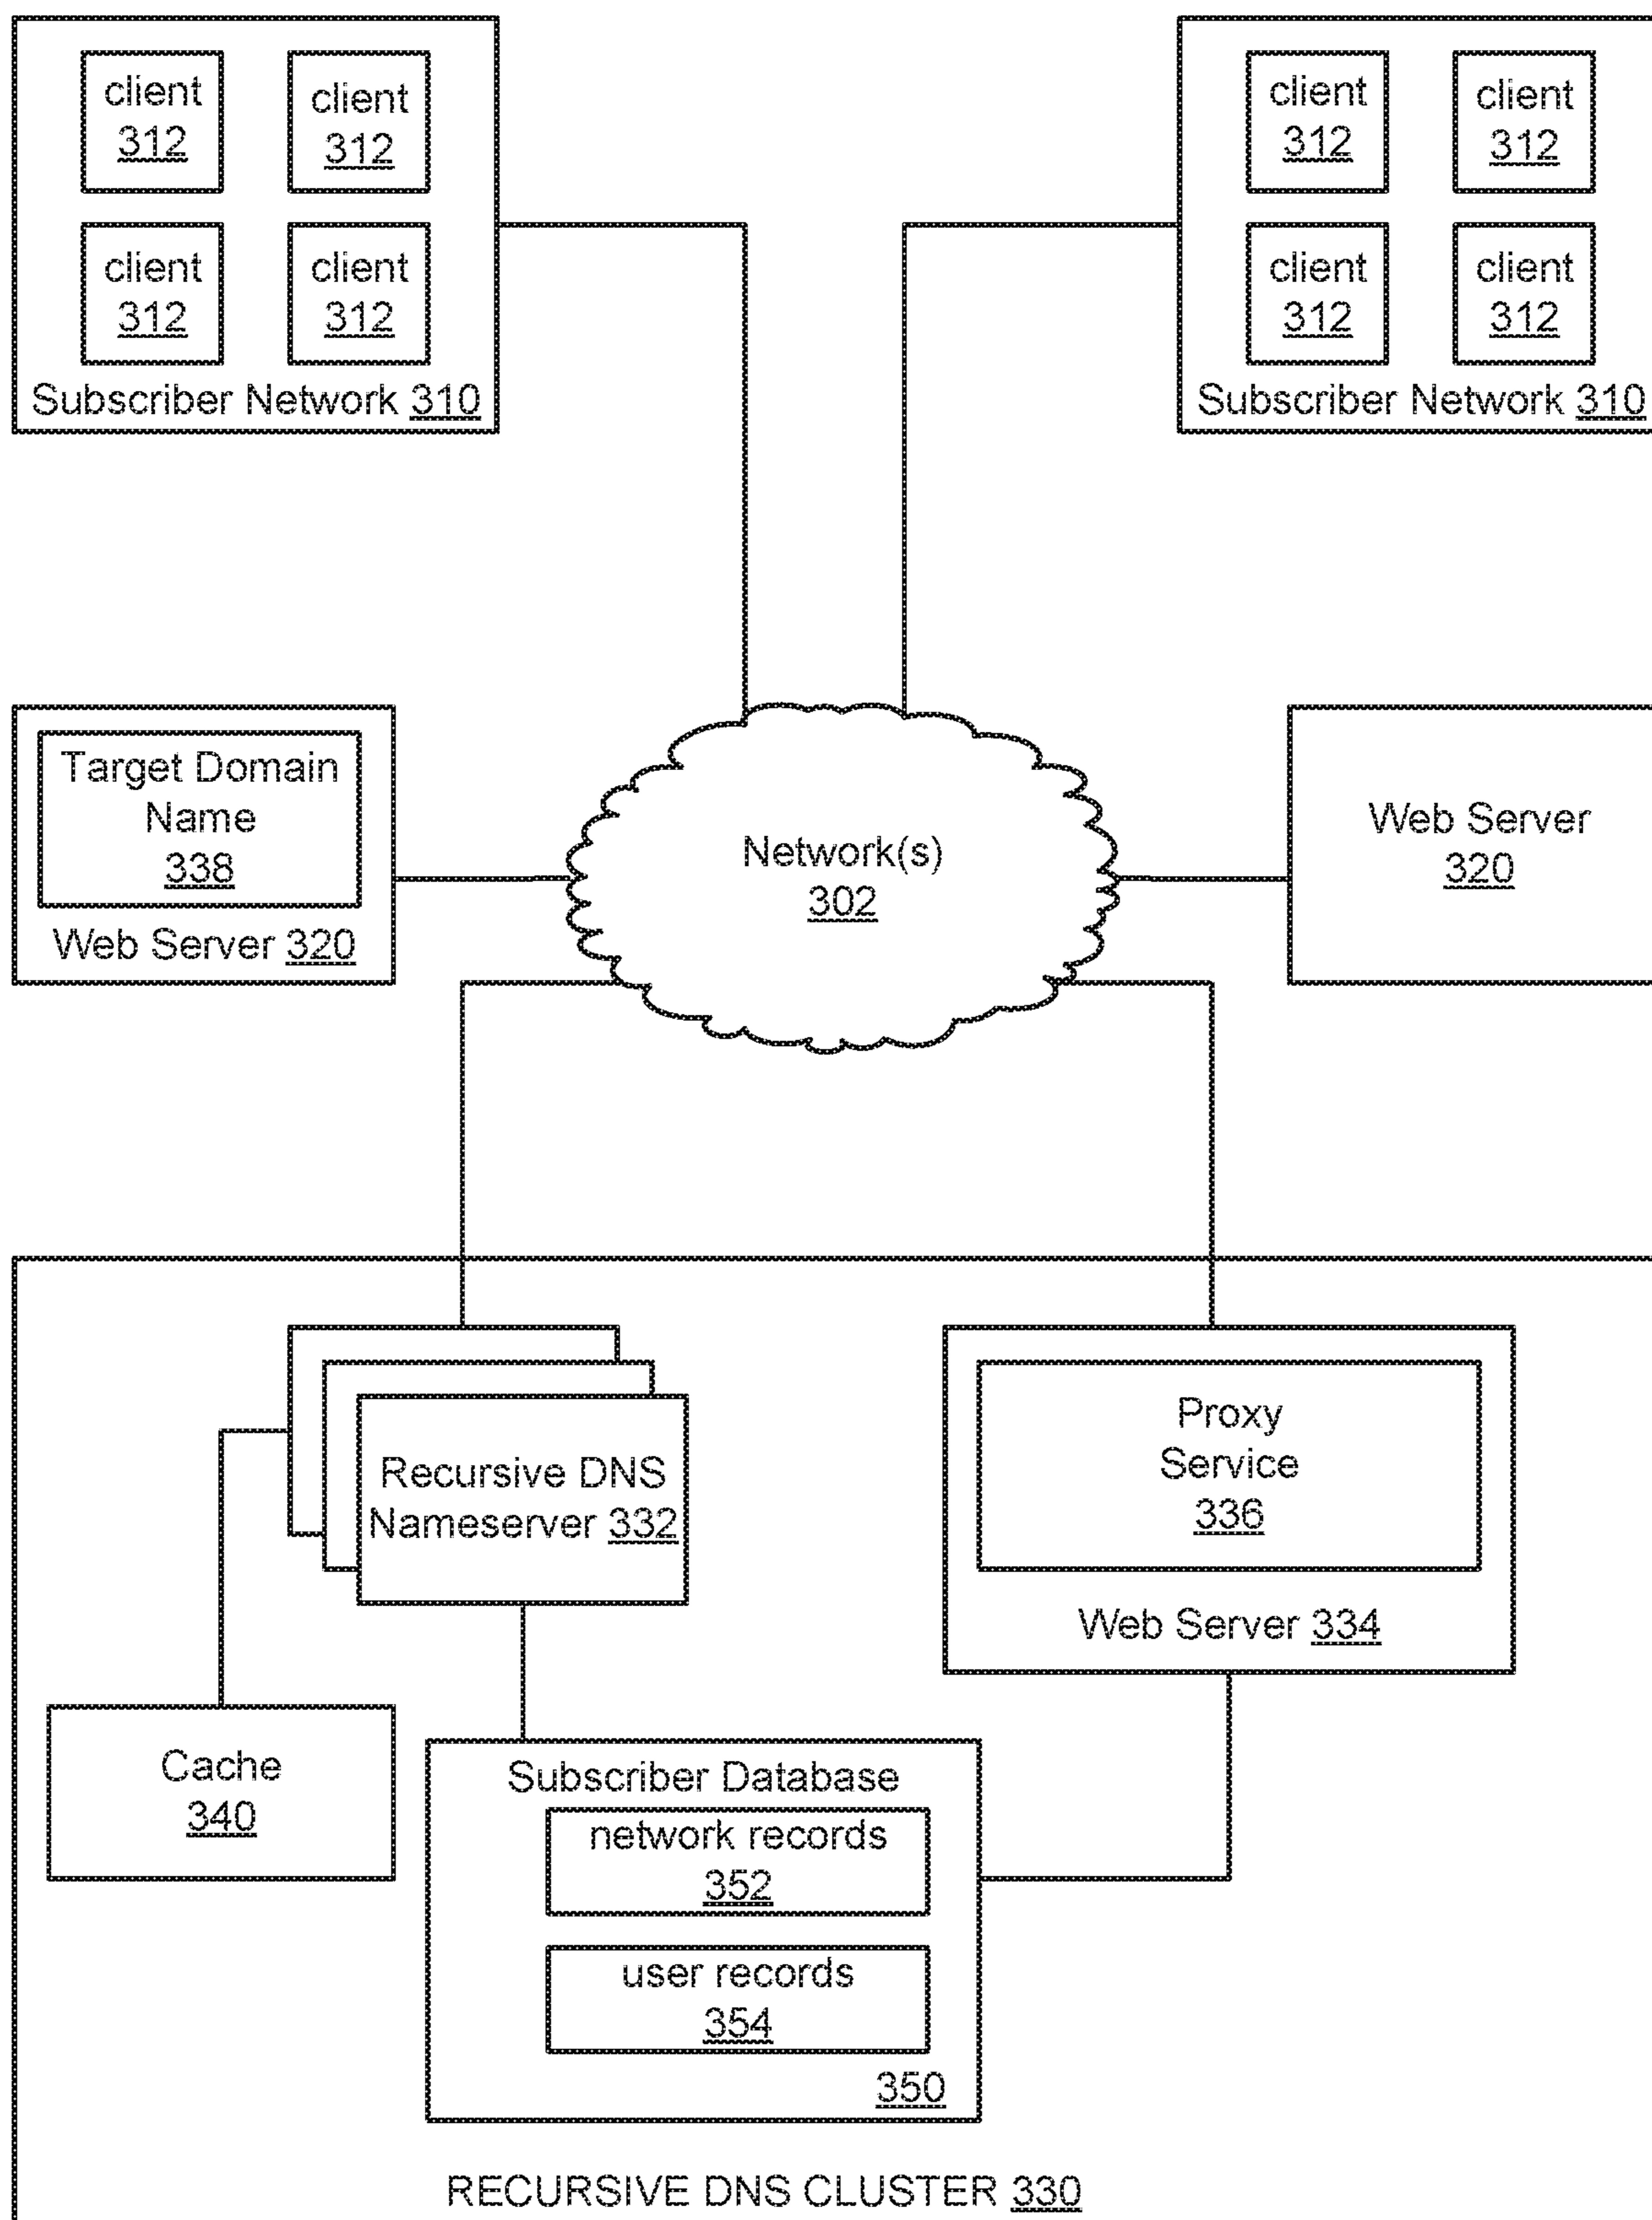 client
312
client
312
client
312
client
312
Subscriber Network 310
client
312
client
312
client
312
client
312
Subscriber Network 310
Target Domain
Name
338
Web Server 320
Network(s)
302
Web Server
320
Recursive DNS
Nameserver 332
Proxy
Service
336
Web Server 334
Cache
340
Subscriber Database
network records
352
user records
354
350
RECURSIVE DNS CLUSTER 330